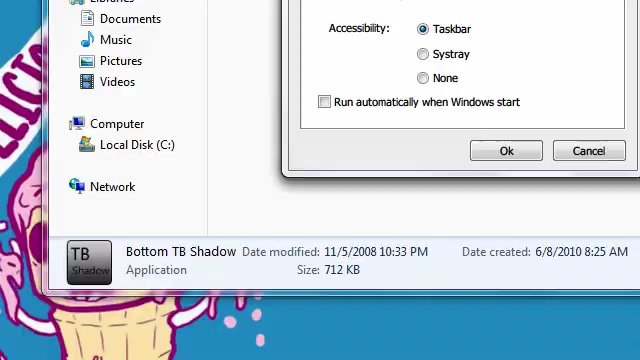 Libraries
Documents
Music
Pictures
Videos
Computer
Local Disk (C:)
Network
Accessibility:
Taskbar
Systray
None
Run automatically when Windows start
Ok
Cancel
TB
Shadow
Bottom TB Shadow Date modified: 11/5/2008 10:33 PM Date created: 6/8/2010 8:25 AM
Application Size: 712 KB